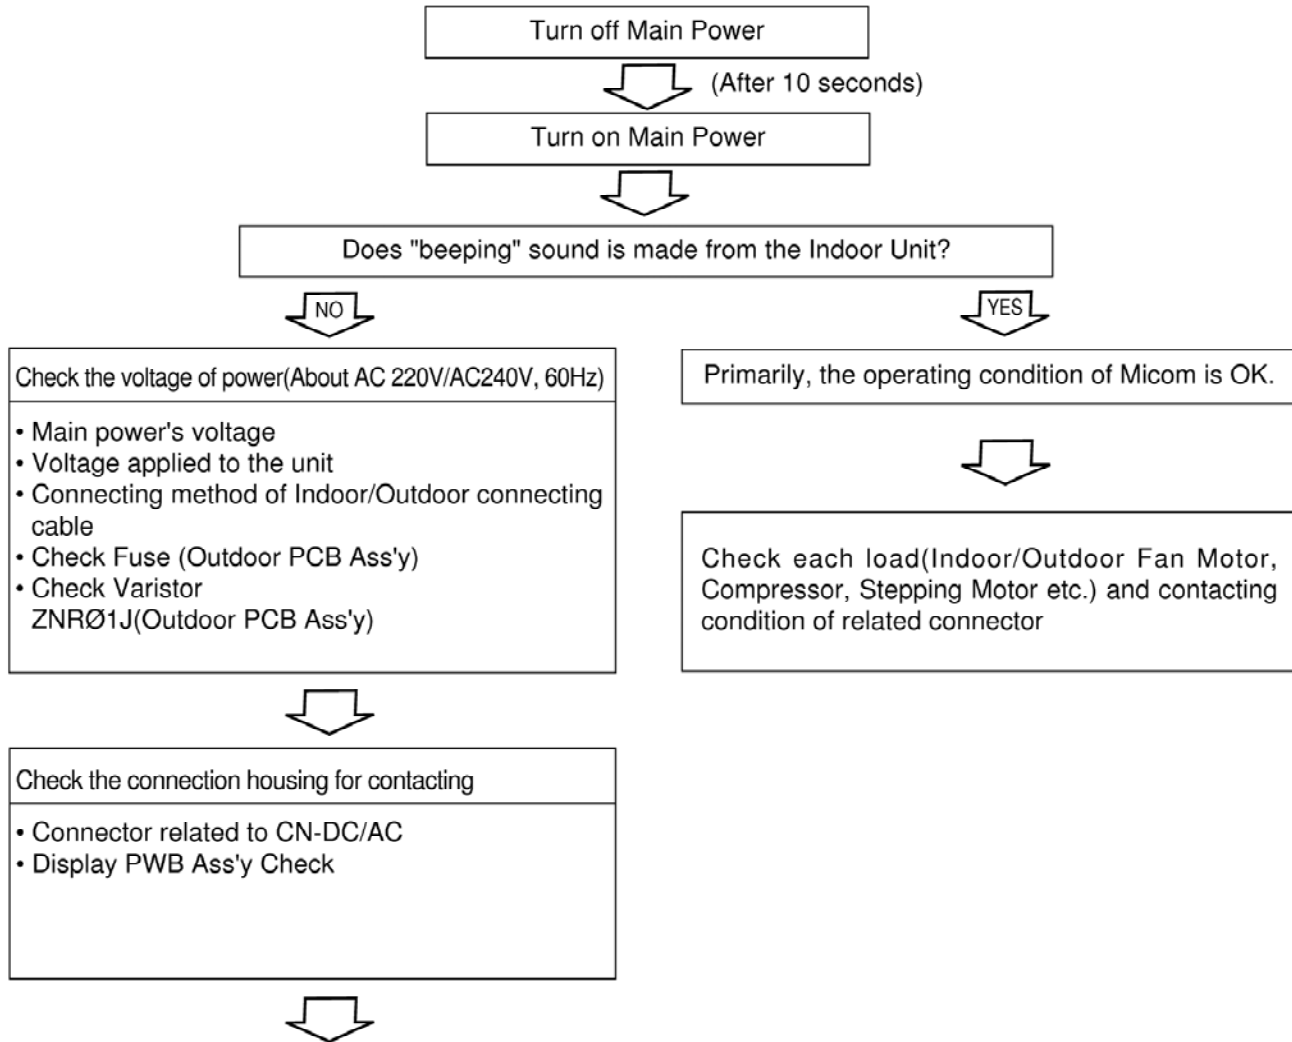 Turn off Main Power
(After 10 seconds)
Turn on Main Power
Does "beeping" sound is made from the Indoor Unit?
NO
YES
Check the voltage of power(About AC 220V/AC240V, 60Hz)
• Main power's voltage
• Voltage applied to the unit
• Connecting method of Indoor/Outdoor connecting
cable
• Check Fuse (Outdoor PCB Ass'y)
• Check Varistor
ZNRØ1J(Outdoor PCB Ass'y)
Primarily, the operating condition of Micom is OK.
Check each load(Indoor/Outdoor Fan Motor,
Compressor, Stepping Motor etc.) and contacting
condition of related connector
Check the connection housing for contacting
• Connector related to CN-DC/AC
• Display PWB Ass'y Check